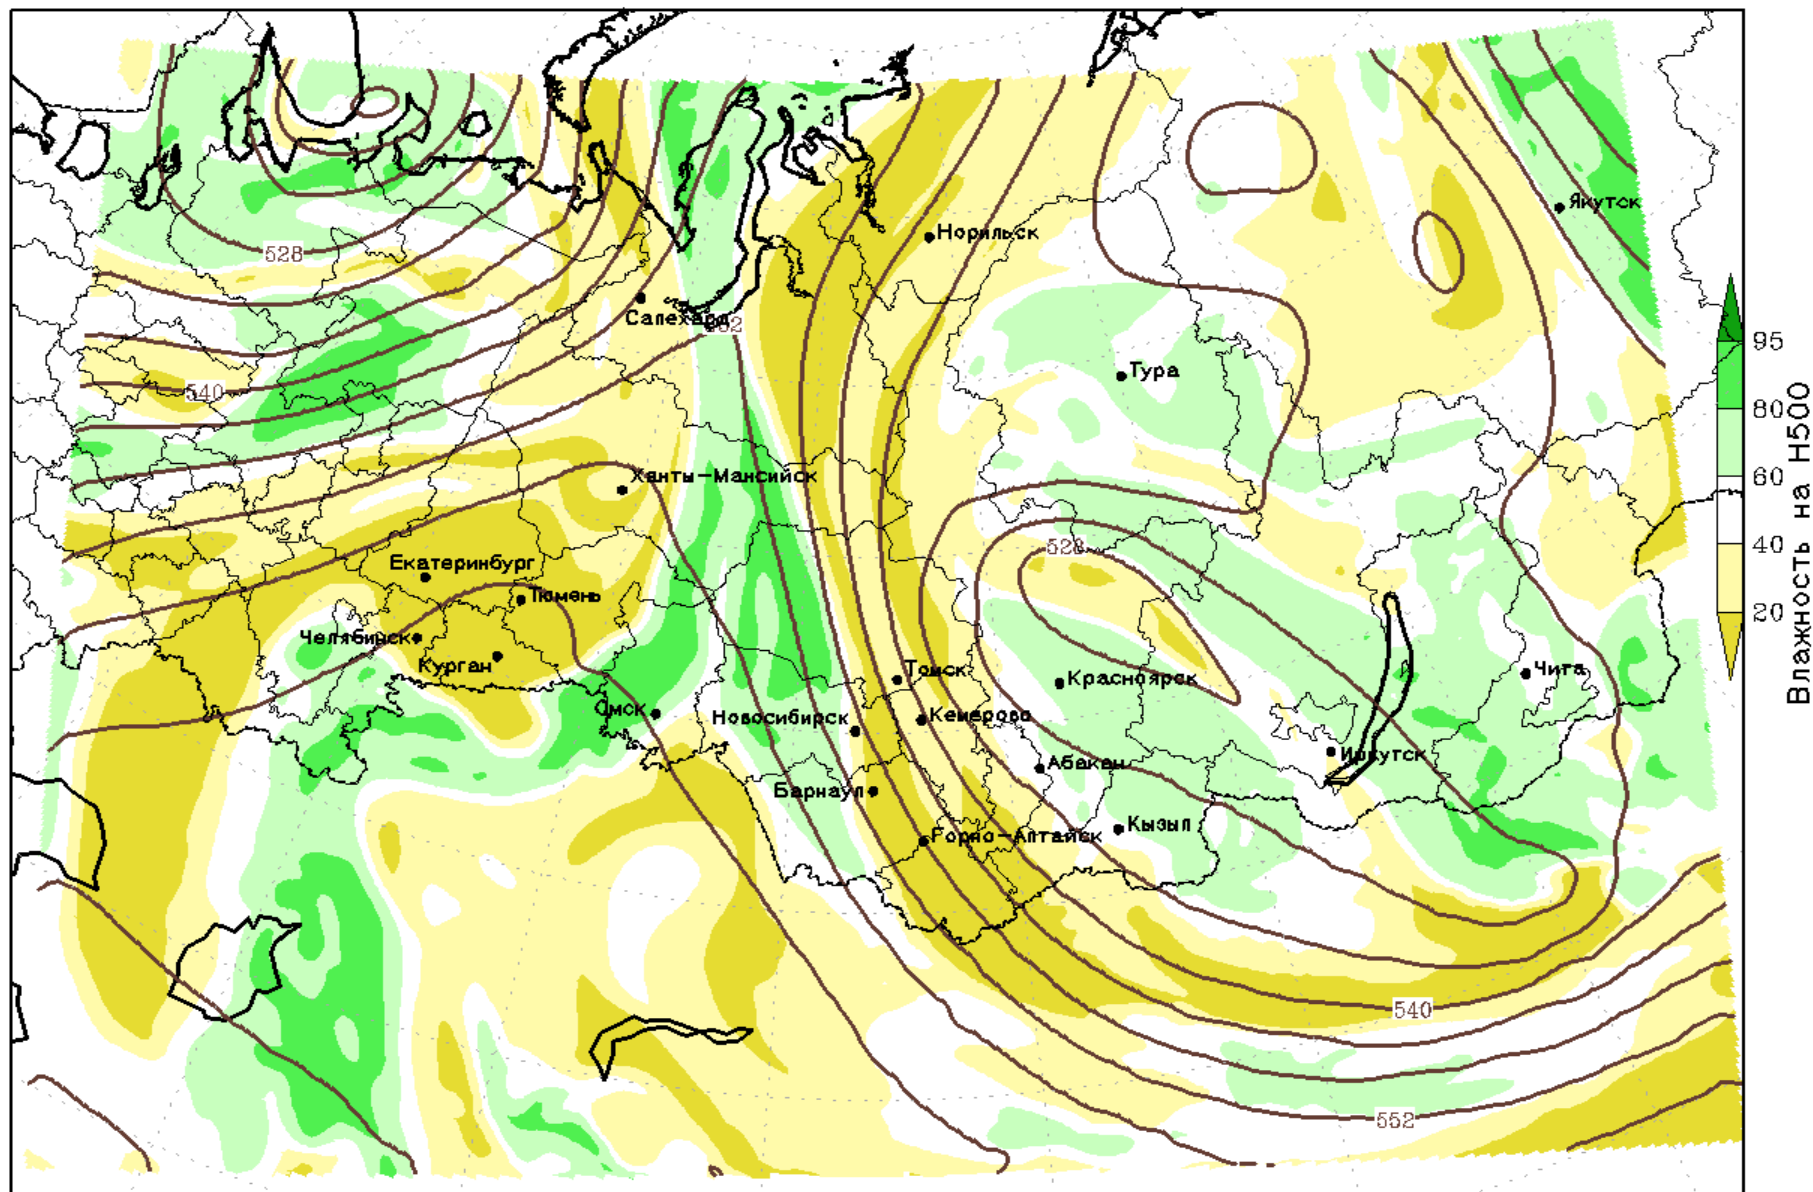 Якутск
Норильск
528
95
Салехард
Тура
540
80
60
Ханты-Мансийск
528
40
Екатеринбург
Тюмень
20
Челябинск
Курган
Томск
Красноярск
Чита
Омск
Новосибирск
Кемерово
Иркутск
Абакан
Барнаул
Кызыл
Горно-Алтайск
540
552
Влажность на H500